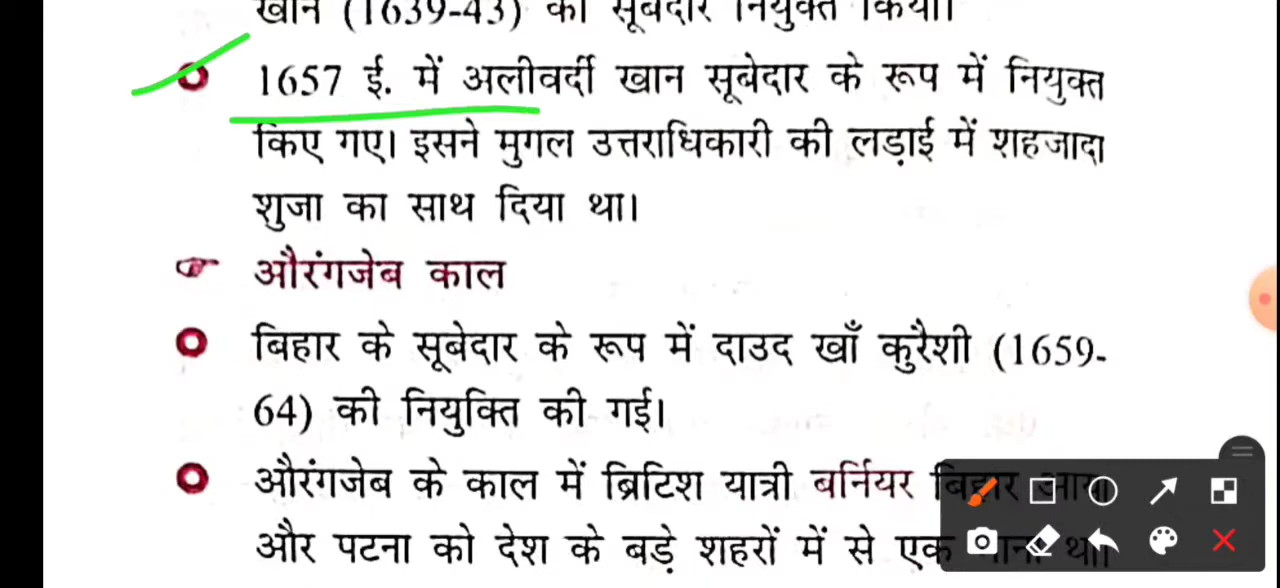 खान (1639-43) को सूबेदार नियुक्त किया।
1657 ई. में अलीवर्दी खान सूबेदार के रूप में नियुक्त
किए गए। इसने मुगल उत्तराधिकारी की लड़ाई में शहजादा
शुजा का साथ दिया था।
औरंगजेब काल
बिहार के सूबेदार के रूप में दाउद खाँ कुरैशी (1659-
64) की नियुक्ति की गई।
औरंगजेब के काल में ब्रिटिश यात्री बर्नियर बिहार आया
और पटना को देश के बड़े शहरों में से एक माना था।